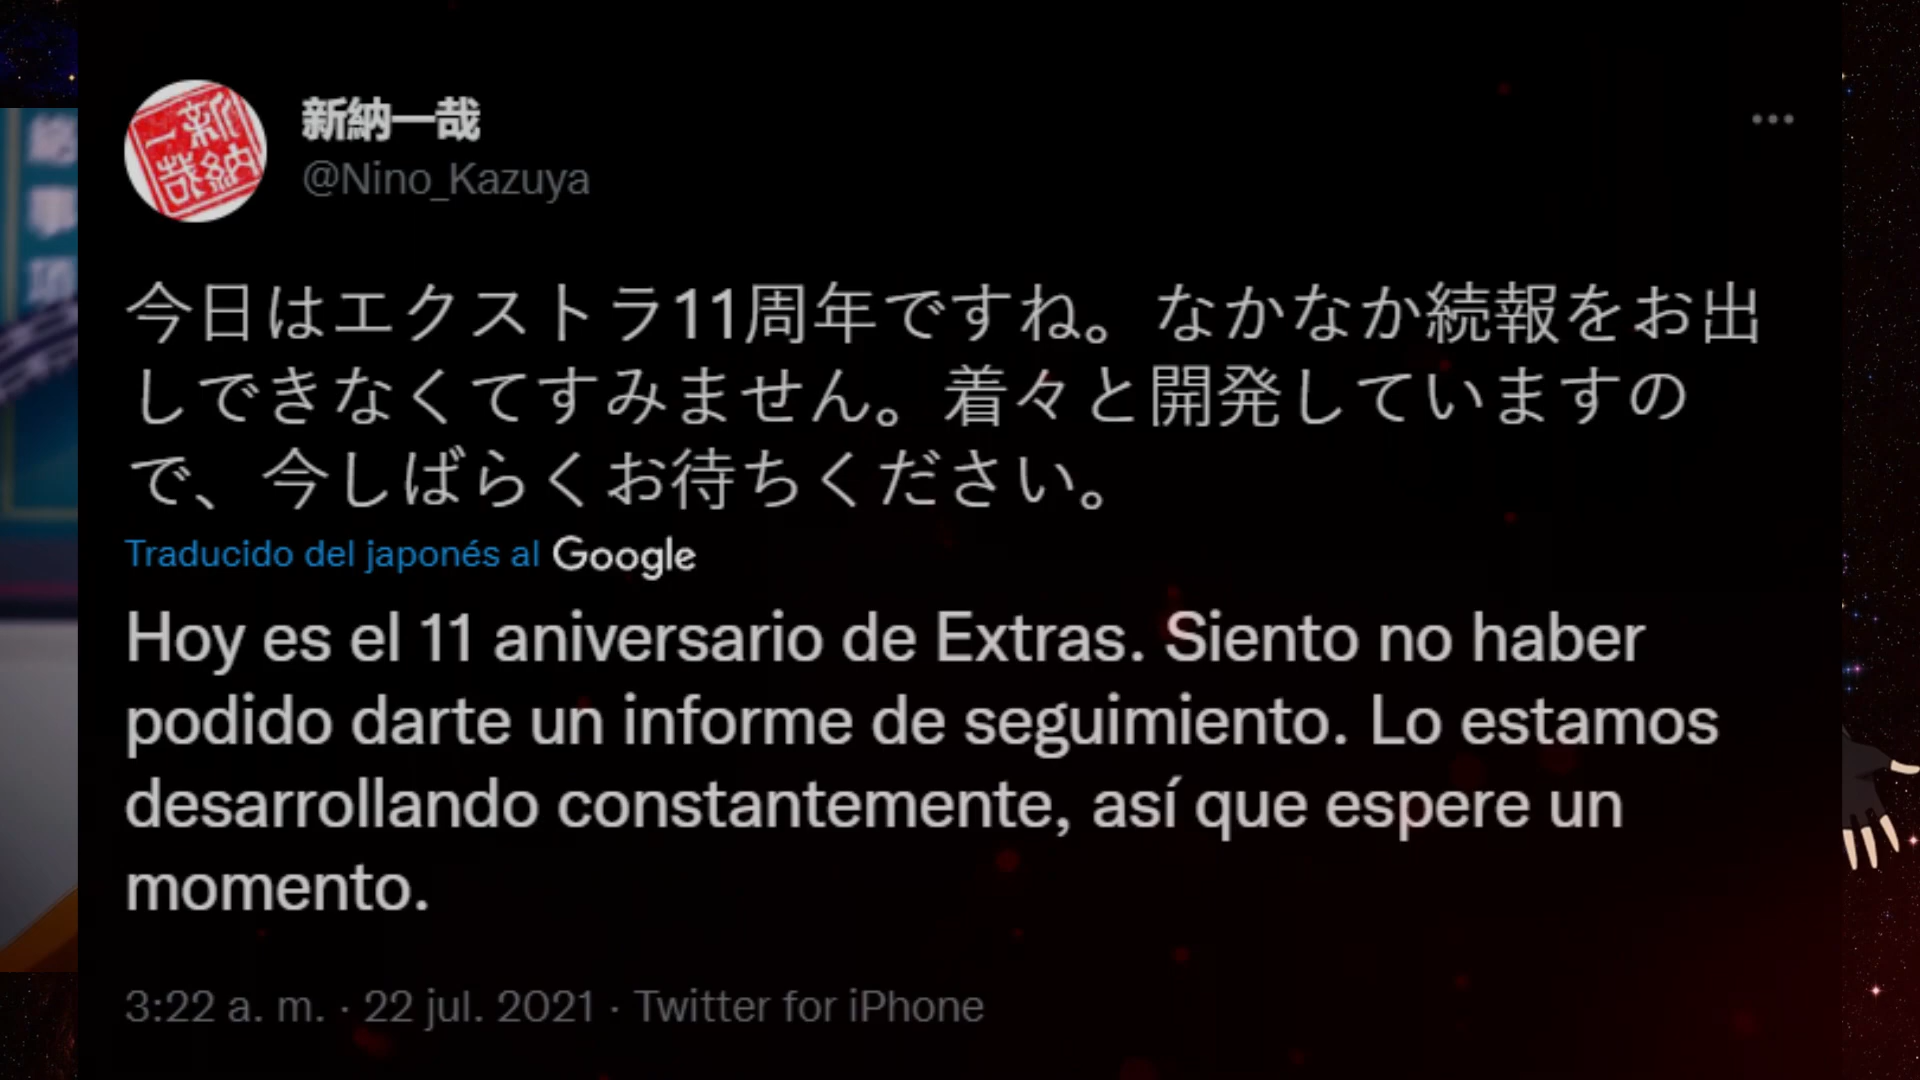 新納一哉
@Nino_Kazuya
今日はエクストラ11周年ですね。なかなか続報をお出
しできなくてすみません。着々と開発していますの
で、今しばらくお待ちください。
Traducido del japonés al Google
Hoy es el 11 aniversario de Extras. Siento no haber
podido darte un informe de seguimiento. Lo estamos
desarrollando constantemente, así que espere un
momento.
3:22 a. m. · 22 jul. 2021 · Twitter for iPhone